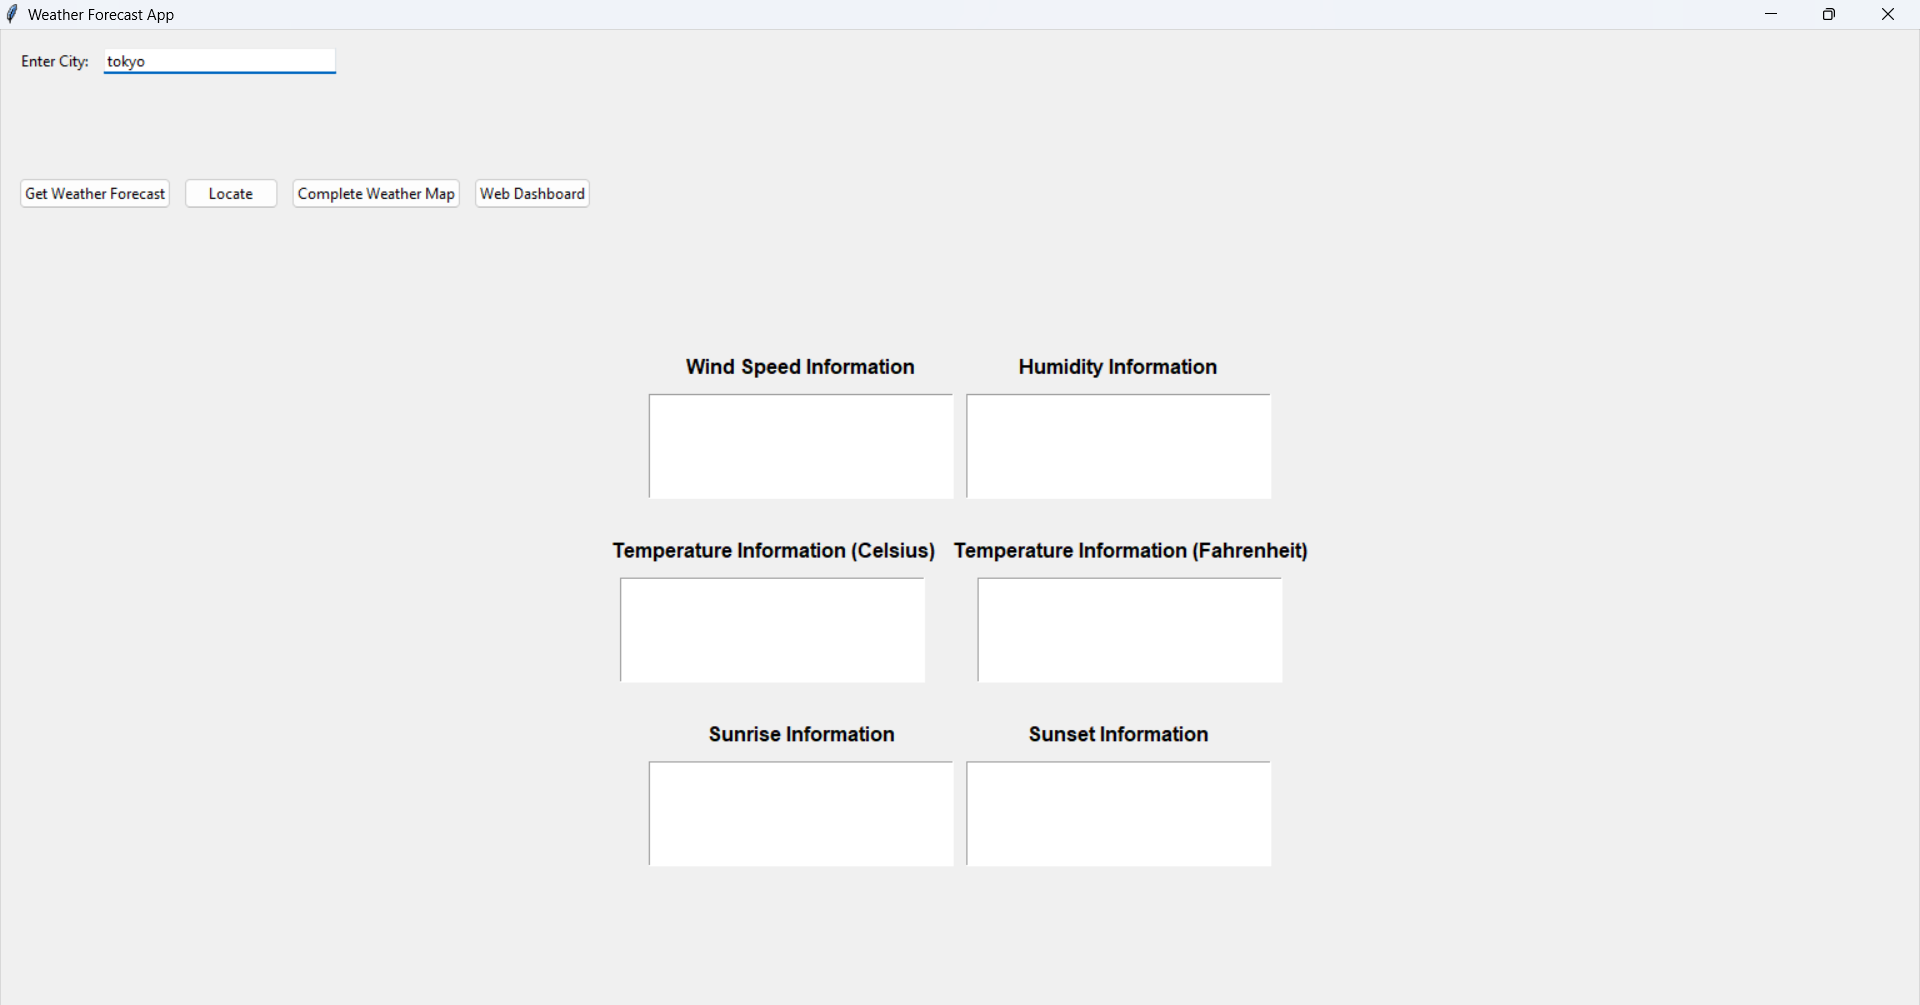 Weather Forecast App
Enter City: tokyo
Get Weather Forecast Locate Complete Weather Map Web Dashboard
Wind Speed Information Humidity Information
Temperature Information (Celsius) Temperature Information (Fahrenheit)
Sunrise Information Sunset Information